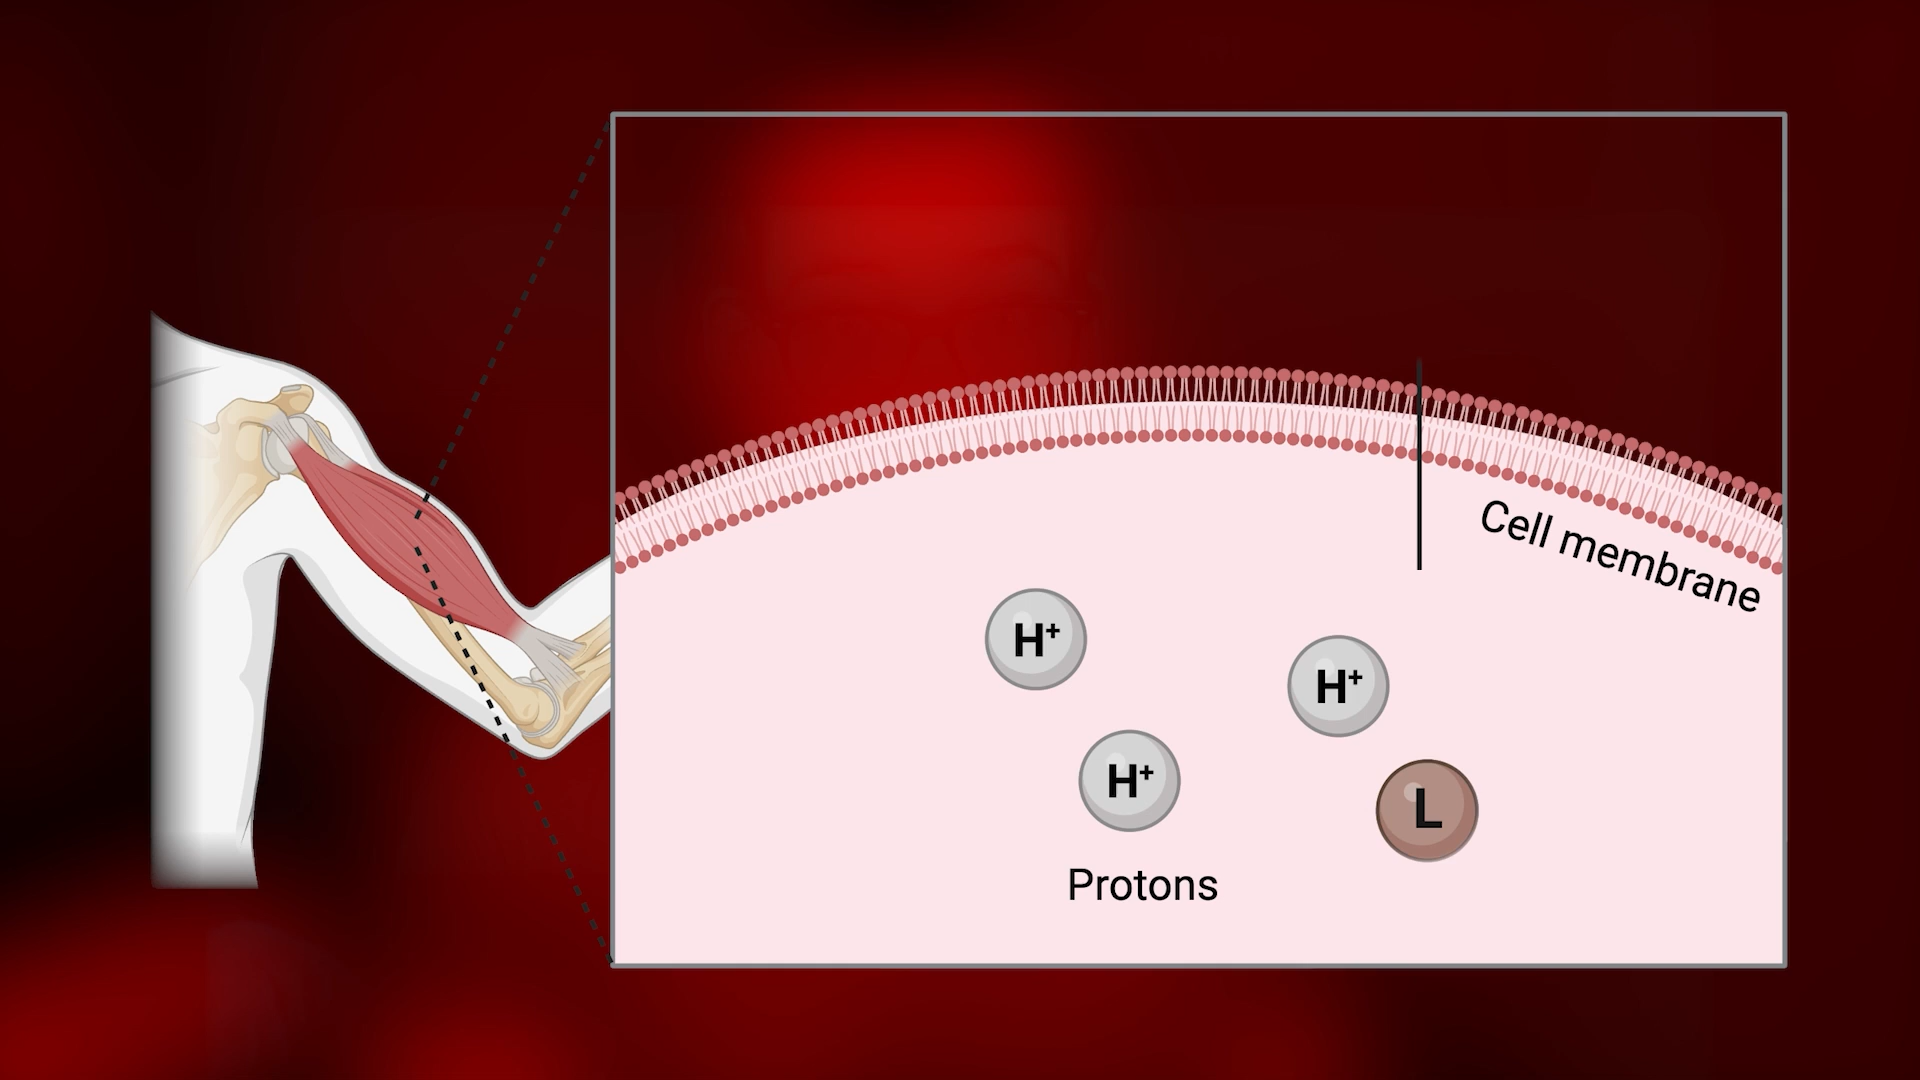 Cell membrane
H⁺
H⁺
H⁺
L
Protons